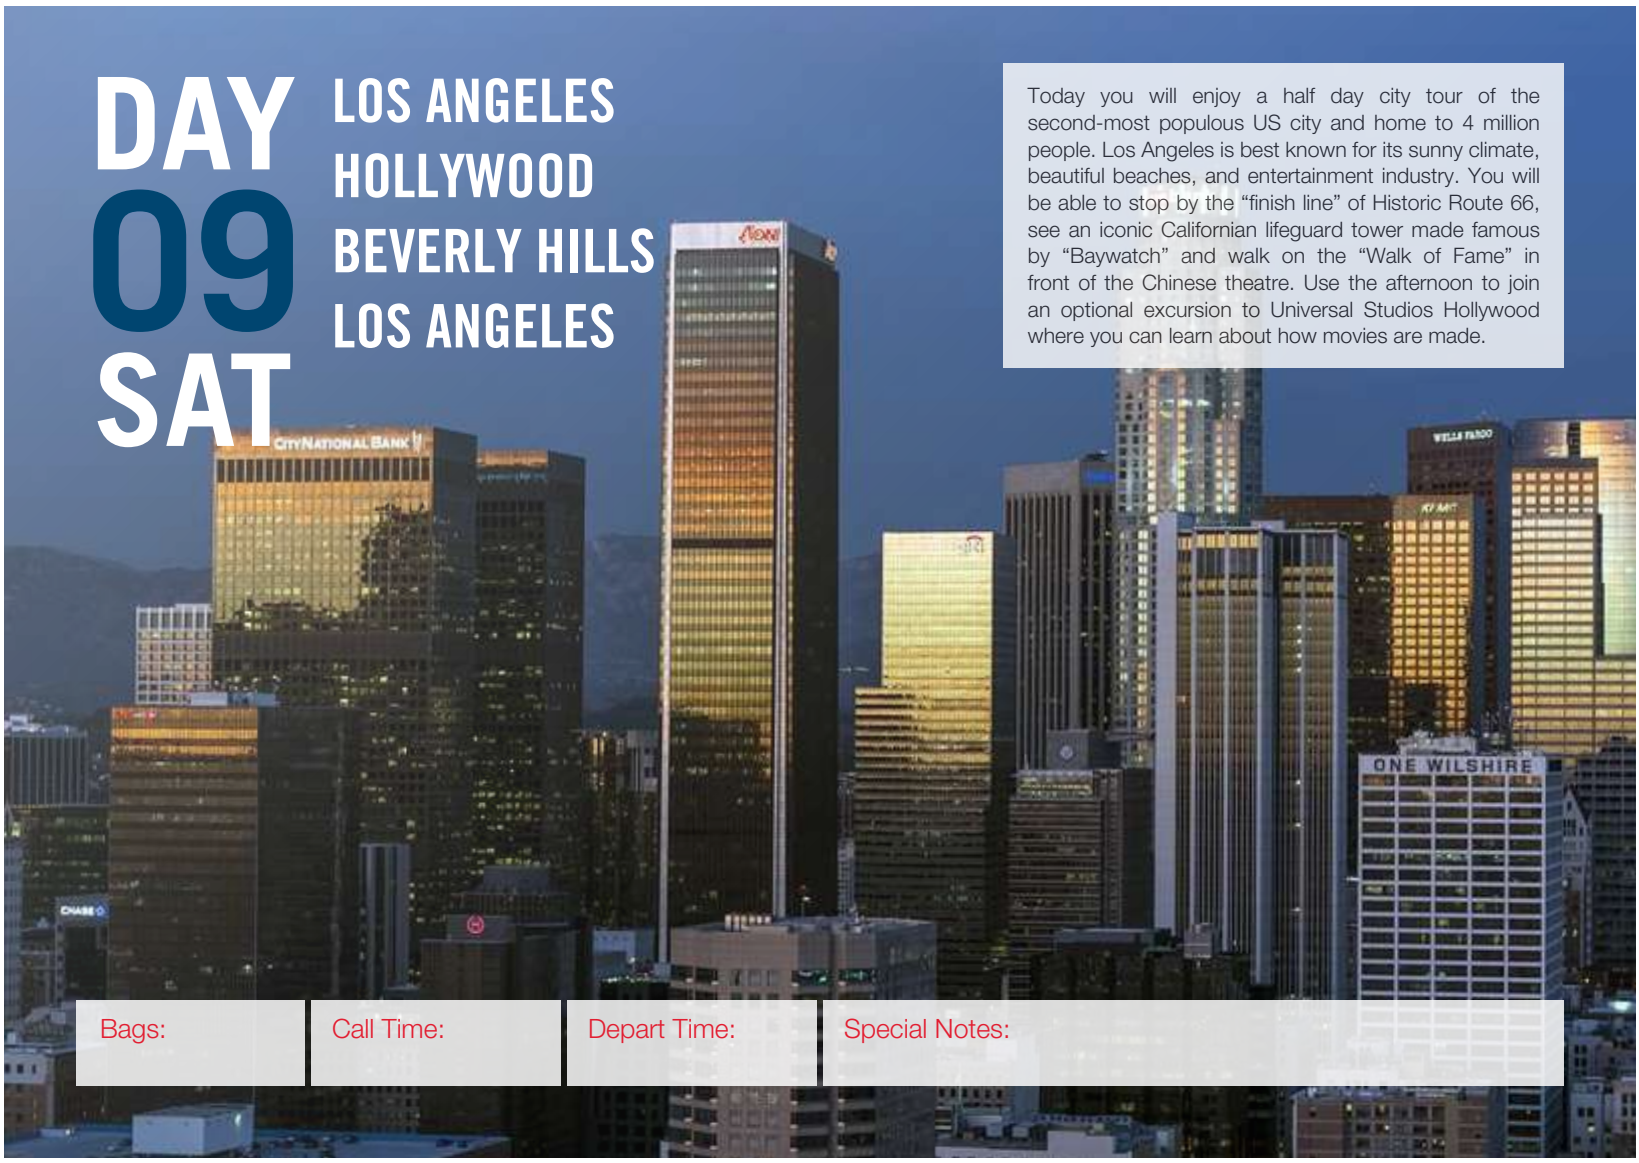 DAY
09
SAT
LOS ANGELES
HOLLYWOOD
BEVERLY HILLS
LOS ANGELES
Today you will enjoy a half day city tour of the
second-most populous US city and home to 4 million
people. Los Angeles is best known for its sunny climate,
beautiful beaches, and entertainment industry. You will
be able to stop by the “finish line” of Historic Route 66,
see an iconic Californian lifeguard tower made famous
by “Baywatch” and walk on the “Walk of Fame” in
front of the Chinese theatre. Use the afternoon to join
an optional excursion to Universal Studios Hollywood
where you can learn about how movies are made.
AON
CITY NATIONAL BANK
WELLS FARGO
KPMG
ONE WILSHIRE
CHASE
Bags:
Call Time:
Depart Time:
Special Notes: